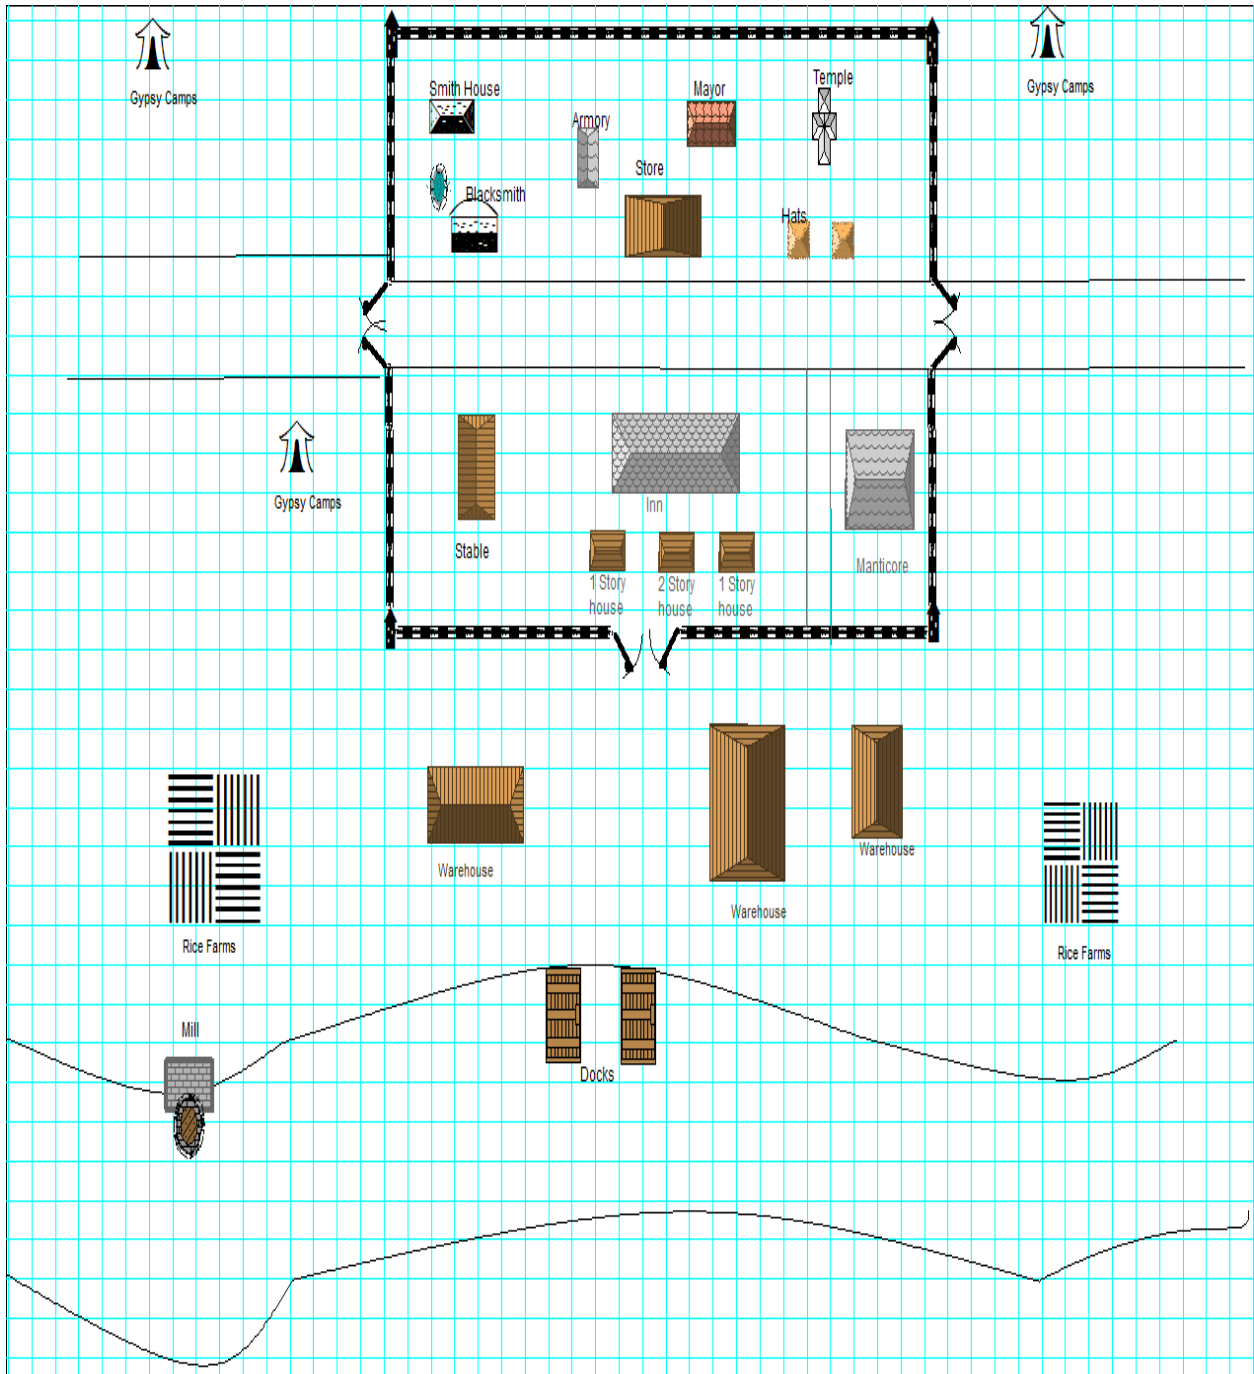 Temple
Smith House
Mayor
Gypsy Camps
Gypsy Camps
Armory
Store
Blacksmith
Hats
Gypsy Camps
Inn
Stable
Manticore
1 Story
house
2 Story
house
1 Story
house
Warehouse
Warehouse
Warehouse
Rice Farms
Rice Farms
Mill
Docks